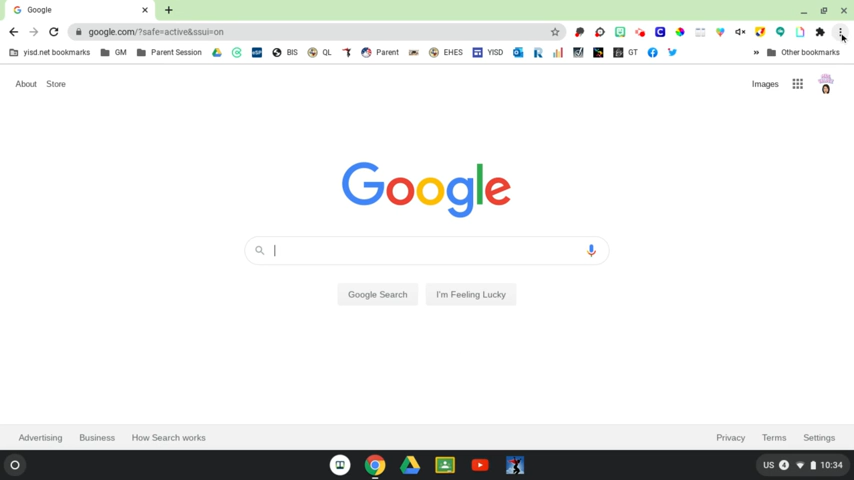 Google
google.com/?safe=active&ssui=on
yisd.net bookmarks GM Parent Session BIS QL Parent EHES YISD GT » Other bookmarks
About Store Images
Google
Google Search I'm Feeling Lucky
Advertising Business How Search works Privacy Terms Settings
US 4 10:34